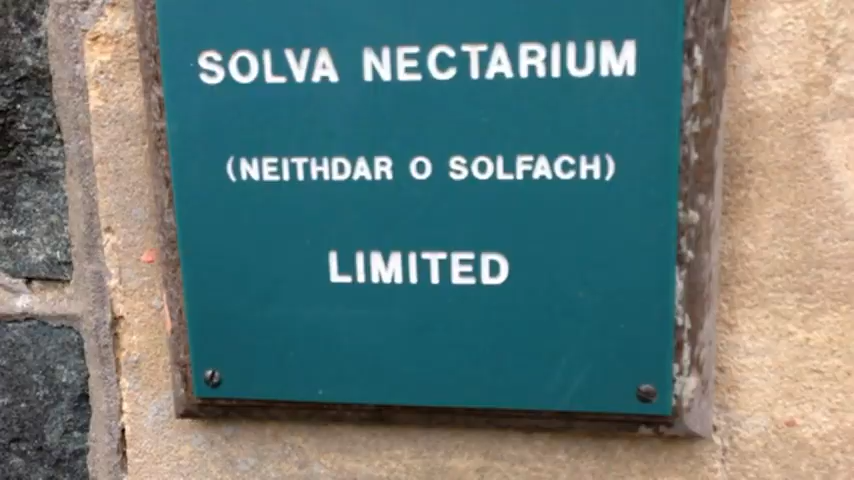 SOLVA NECTARIUM
(NEITHDAR O SOLFACH)
LIMITED